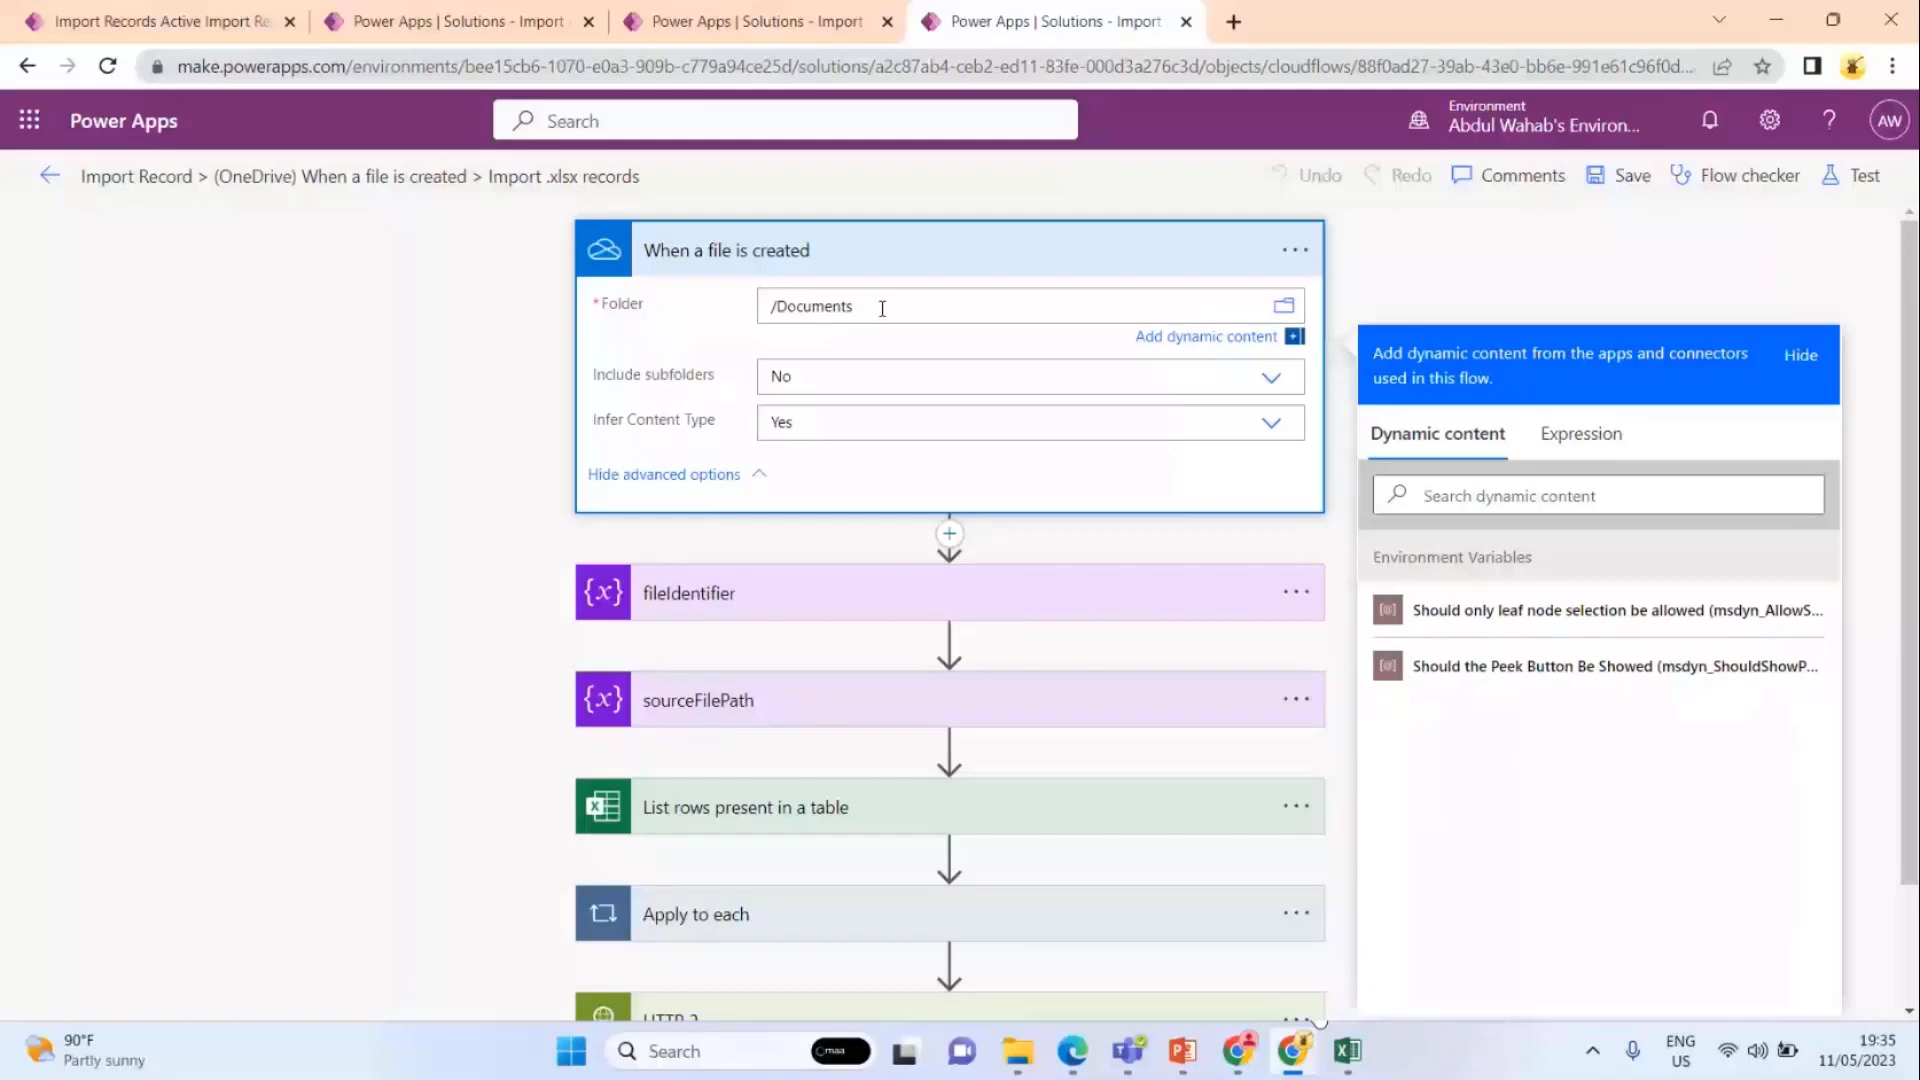 Import Records Active Import Re
Power Apps | Solutions - Import
Power Apps | Solutions - Import
Power Apps | Solutions - Import
make.powerapps.com/environments/bee15cb6-1070-e0a3-909b-c779a94ce25d/solutions/a2c87ab4-ceb2-ed11-83fe-000d3a276c3d/objects/cloudflows/88f0ad27-39ab-43e0-bb6e-991e61c96f0d...
Power Apps
Search
Environment
Abdul Wahab's Environ...
AW
Import Record > (OneDrive) When a file is created > Import .xlsx records
Undo
Redo
Comments
Save
Flow checker
Test
When a file is created
* Folder
/Documents
Add dynamic content
Include subfolders
No
Infer Content Type
Yes
Hide advanced options
fileIdentifier
sourceFilePath
List rows present in a table
Apply to each
HTTP 2
Add dynamic content from the apps and connectors
used in this flow.
Hide
Dynamic content
Expression
Search dynamic content
Environment Variables
Should only leaf node selection be allowed (msdyn_AllowS...
Should the Peek Button Be Showed (msdyn_ShouldShowP...
90°F
Partly sunny
Search
ENG
US
19:35
11/05/2023